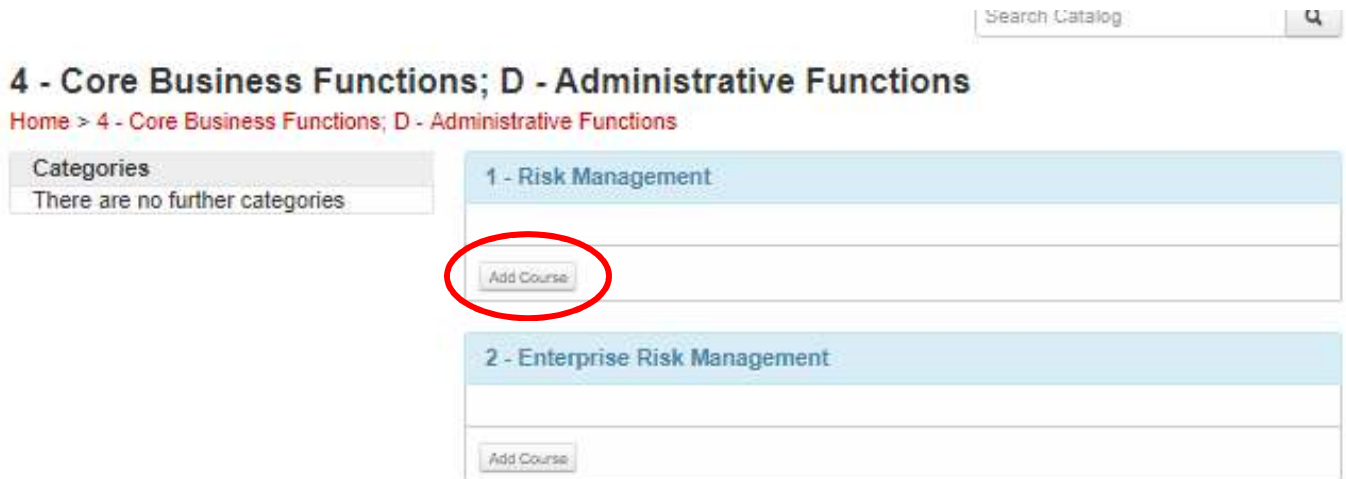 Search Catalog
4 - Core Business Functions; D - Administrative Functions
Home > 4 - Core Business Functions; D - Administrative Functions
Categories
There are no further categories
1 - Risk Management
Add Course
2 - Enterprise Risk Management
Add Course